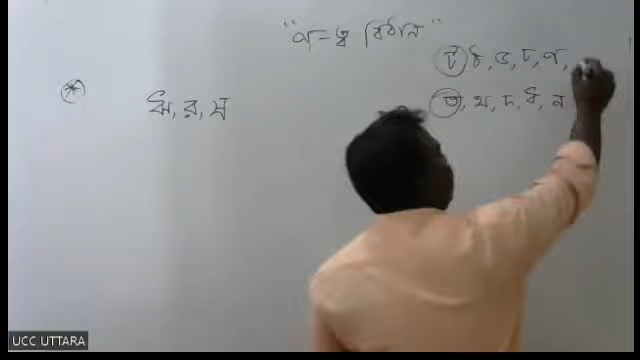 "ণ-ত্ব বিধান"
ট ঠ, ড, ঢ, ণ,
* ঋ, র, ষ
ত, থ, দ, ধ, ন
UCC UTTARA